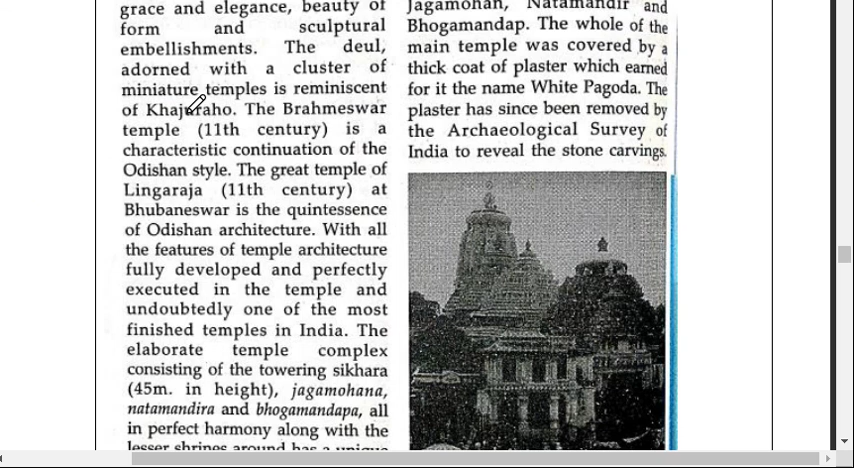 grace and elegance, beauty of
form and sculptural
embellishments. The deul,
adorned with a cluster of
miniature temples is reminiscent
of Khajuraho. The Brahmeswar
temple (11th century) is a
characteristic continuation of the
Odishan style. The great temple of
Lingaraja (11th century) at
Bhubaneswar is the quintessence
of Odishan architecture. With all
the features of temple architecture
fully developed and perfectly
executed in the temple and
undoubtedly one of the most
finished temples in India. The
elaborate temple complex
consisting of the towering sikhara
(45m. in height), jagamohana,
natamandira and bhogamandapa, all
in perfect harmony along with the
lesser shrines around has a unique
Jagamohan, Natamandir and
Bhogamandap. The whole of the
main temple was covered by a
thick coat of plaster which earned
for it the name White Pagoda. The
plaster has since been removed by
the Archaeological Survey of
India to reveal the stone carvings.